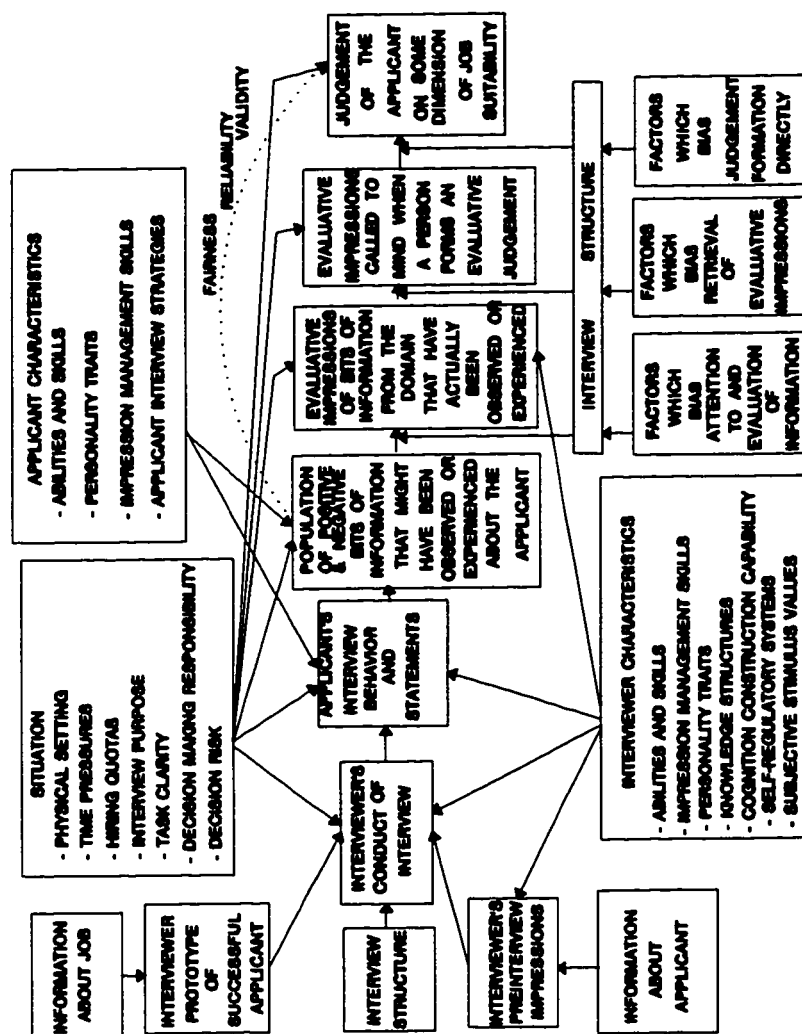 INFORMATION
ABOUT JOB
INTERVIEWER
PROTOTYPE
OF
SUCCESSFUL
APPLICANT
INTERVIEW
STRUCTURE
INTERVIEWER'S
PREINTERVIEW
IMPRESSIONS
INFORMATION
ABOUT
APPLICANT
SITUATION
- PHYSICAL SETTING
- TIME PRESSURES
- HIRING QUOTAS
- INTERVIEW PURPOSE
- TASK CLARITY
- DECISION MAKING RESPONSIBILITY
- DECISION RISK
INTERVIEWER'S
CONDUCT OF
INTERVIEW
APPLICANT'S
INTERVIEW
BEHAVIOR
AND
STATEMENTS
INTERVIEWER CHARACTERISTICS
- ABILITIES AND SKILLS
- IMPRESSION MANAGEMENT SKILLS
- PERSONALITY TRAITS
- KNOWLEDGE STRUCTURES
- COGNITION CONSTRUCTION CAPABILITY
- SELF-REGULATORY SYSTEMS
- SUBJECTIVE STIMULUS VALUES
APPLICANT CHARACTERISTICS
- ABILITIES AND SKILLS
- PERSONALITY TRAITS
- IMPRESSION MANAGEMENT SKILLS
- APPLICANT INTERVIEW STRATEGIES
FAIRNESS
RELIABILITY
VALIDITY
POPULATION
OF POSITIVE
& NEGATIVE
BITS OF
INFORMATION
THAT MIGHT
HAVE BEEN
OBSERVED OR
EXPERIENCED
ABOUT THE
APPLICANT
EVALUATIVE
IMPRESSIONS
OF BITS OF
INFORMATION
FROM THE
DOMAIN
THAT HAVE
ACTUALLY
BEEN
OBSERVED OR
EXPERIENCED
EVALUATIVE
IMPRESSIONS
CALLED TO
MIND WHEN
A PERSON
FORMS AN
EVALUATIVE
JUDGEMENT
JUDGEMENT
OF THE
APPLICANT
ON SOME
DIMENSION
OF JOB
SUITABILITY
INTERVIEW STRUCTURE
FACTORS
WHICH
BIAS
ATTENTION
TO AND
EVALUATION
OF
INFORMATION
FACTORS
WHICH BIAS
RETRIEVAL
OF
EVALUATIVE
IMPRESSIONS
FACTORS
WHICH
BIAS
JUDGEMENT
FORMATION
DIRECTLY